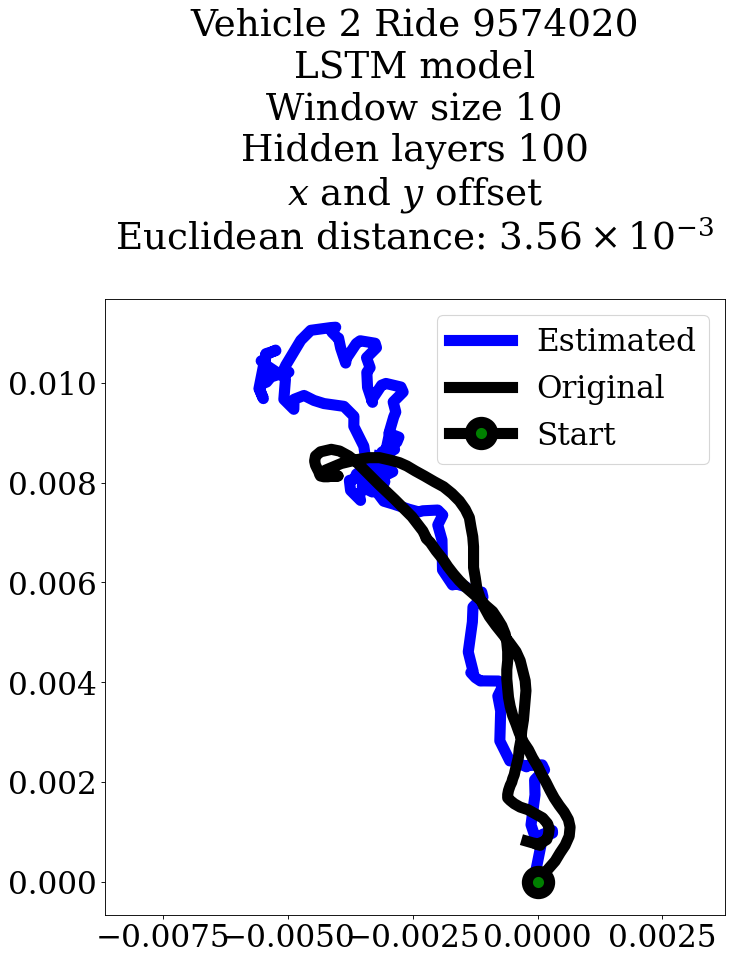 Vehicle 2 Ride 9574020
LSTM model
Window size 10
Hidden layers 100
x and y offset
Euclidean distance: 3.56 × 10⁻³
Estimated
Original
Start
0.010
0.008
0.006
0.004
0.002
0.000
−0.0075 −0.0050 −0.0025 0.0000 0.0025